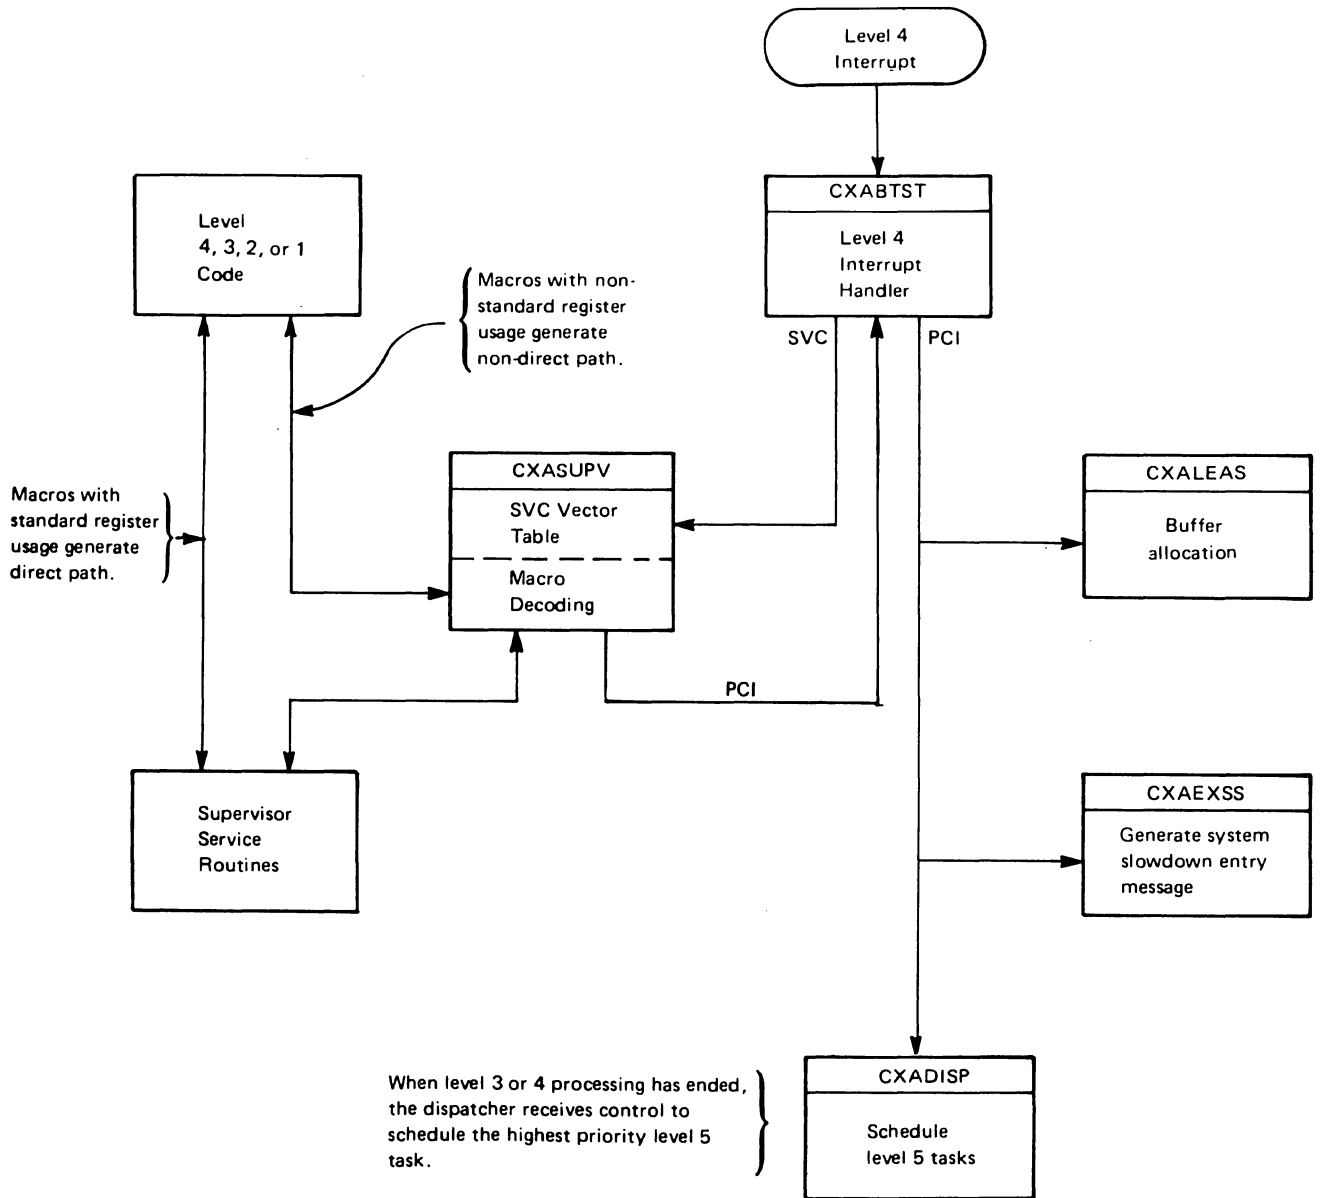 Level 4
Interrupt
CXABTST
Level 4
Interrupt
Handler
Level
4, 3, 2, or 1
Code
Macros with non-
standard register
usage generate
non-direct path.
SVC
PCI
CXASUPV
SVC Vector
Table
Macro
Decoding
CXALEAS
Buffer
allocation
Macros with
standard register
usage generate
direct path.
PCI
Supervisor
Service
Routines
CXAEXSS
Generate system
slowdown entry
message
When level 3 or 4 processing has ended,
the dispatcher receives control to
schedule the highest priority level 5
task.
CXADISP
Schedule
level 5 tasks